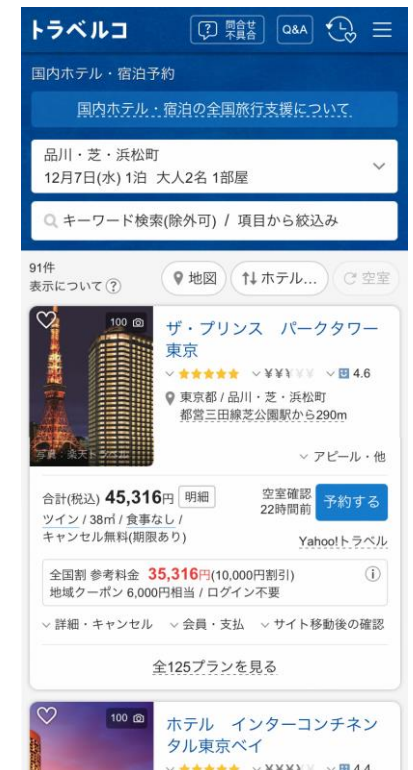 トラベルコ
問合せ
不具合
Q&A
国内ホテル・宿泊予約
国内ホテル・宿泊の全国旅行支援について
品川・芝・浜松町
12月7日(水) 1泊 大人2名 1部屋
キーワード検索(除外可) / 項目から絞込み
91件
表示について ?
地図
ホテル...
空室
100
ザ・プリンス パークタワー
東京
★★★★★ ¥¥¥¥¥ 4.6
東京都 / 品川・芝・浜松町
都営三田線芝公園駅から290m
写真:楽天トラベル
アピール・他
合計(税込) 45,316円 明細
ツイン / 38㎡ / 食事なし /
キャンセル無料(期限あり)
空室確認
22時間前
予約する
Yahoo!トラベル
全国割 参考料金 35,316円(10,000円割引)
地域クーポン 6,000円相当 / ログイン不要
詳細・キャンセル 会員・支払 サイト移動後の確認
全125プランを見る
100
ホテル インターコンチネン
タル東京ベイ
★★★★★ ¥¥¥¥¥ 4.4